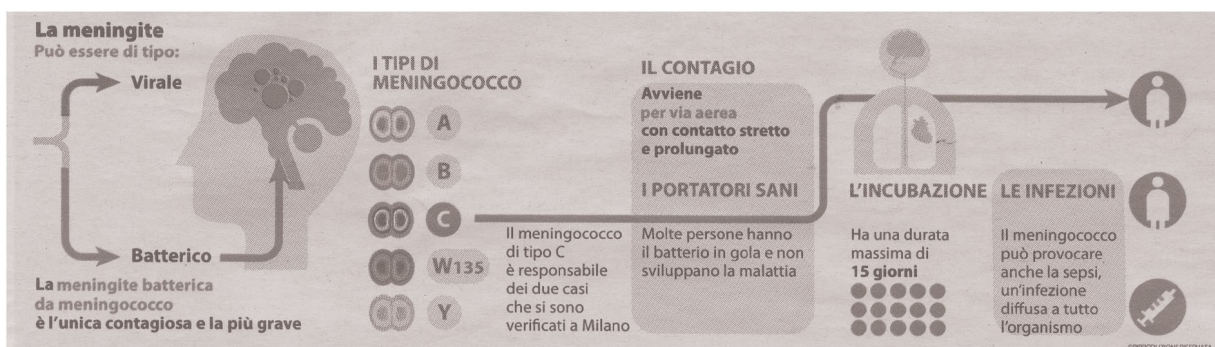 La meningite
Può essere di tipo:
Virale
Batterico
La meningite batterica
da meningococco
è l'unica contagiosa e la più grave
I TIPI DI
MENINGOCOCCO
A
B
C
W135
Y
Il meningococco
di tipo C
è responsabile
dei due casi
che si sono
verificati a Milano
IL CONTAGIO
Avviene
per via aerea
con contatto stretto
e prolungato
I PORTATORI SANI
Molte persone hanno
il batterio in gola e non
sviluppano la malattia
L'INCUBAZIONE
Ha una durata
massima di
15 giorni
LE INFEZIONI
Il meningococco
può provocare
anche la sepsi,
un'infezione
diffusa a tutto
l'organismo